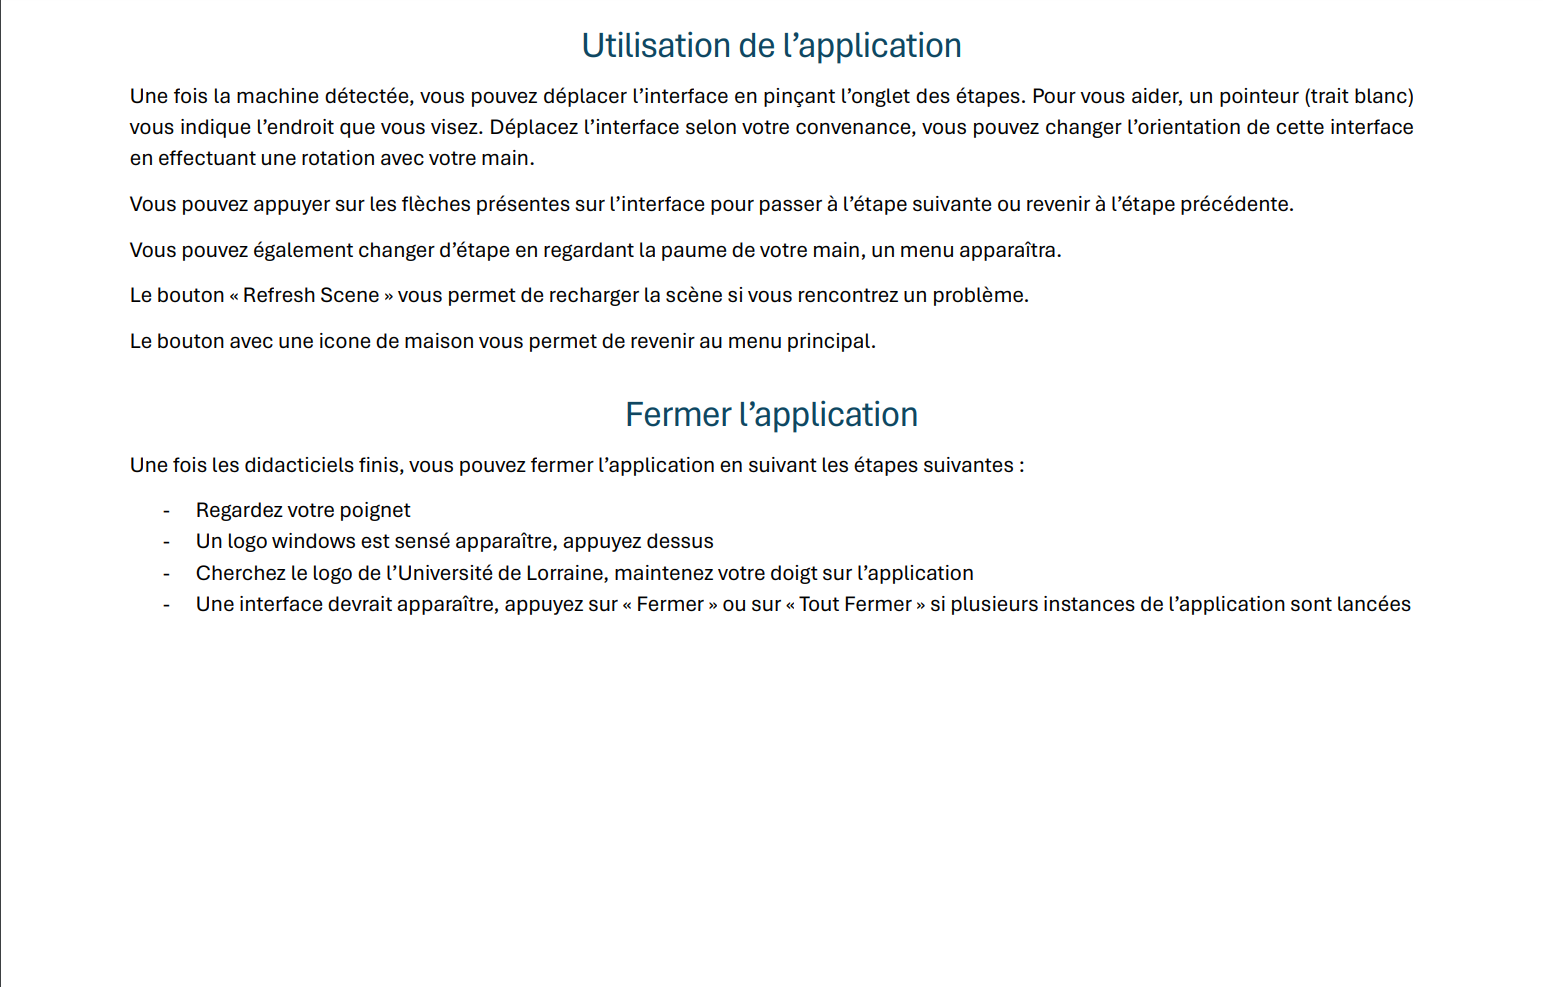 Utilisation de l’application
Une fois la machine détectée, vous pouvez déplacer l’interface en pinçant l’onglet des étapes. Pour vous aider, un pointeur (trait blanc)
vous indique l’endroit que vous visez. Déplacez l’interface selon votre convenance, vous pouvez changer l’orientation de cette interface
en effectuant une rotation avec votre main.
Vous pouvez appuyer sur les flèches présentes sur l’interface pour passer à l’étape suivante ou revenir à l’étape précédente.
Vous pouvez également changer d’étape en regardant la paume de votre main, un menu apparaîtra.
Le bouton « Refresh Scene » vous permet de recharger la scène si vous rencontrez un problème.
Le bouton avec une icone de maison vous permet de revenir au menu principal.
Fermer l’application
Une fois les didacticiels finis, vous pouvez fermer l’application en suivant les étapes suivantes :
- Regardez votre poignet
- Un logo windows est sensé apparaître, appuyez dessus
- Cherchez le logo de l’Université de Lorraine, maintenez votre doigt sur l’application
- Une interface devrait apparaître, appuyez sur « Fermer » ou sur « Tout Fermer » si plusieurs instances de l’application sont lancées